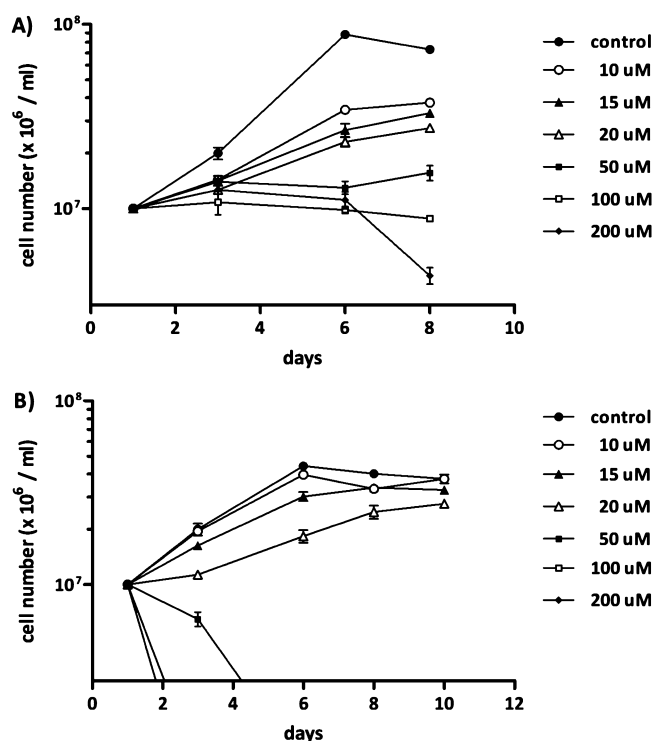 A)
10⁸
10⁷
cell number (x 10⁶ / ml)
0 2 4 6 8 10
days
control
10 uM
15 uM
20 uM
50 uM
100 uM
200 uM
B)
10⁸
10⁷
cell number (x 10⁶ / ml)
0 2 4 6 8 10 12
days
control
10 uM
15 uM
20 uM
50 uM
100 uM
200 uM